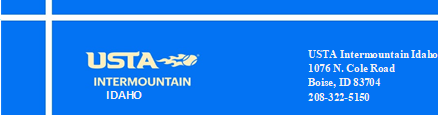 USTA
INTERMOUNTAIN
IDAHO
USTA Intermountain Idaho
1076 N. Cole Road
Boise, ID 83704
208-322-5150